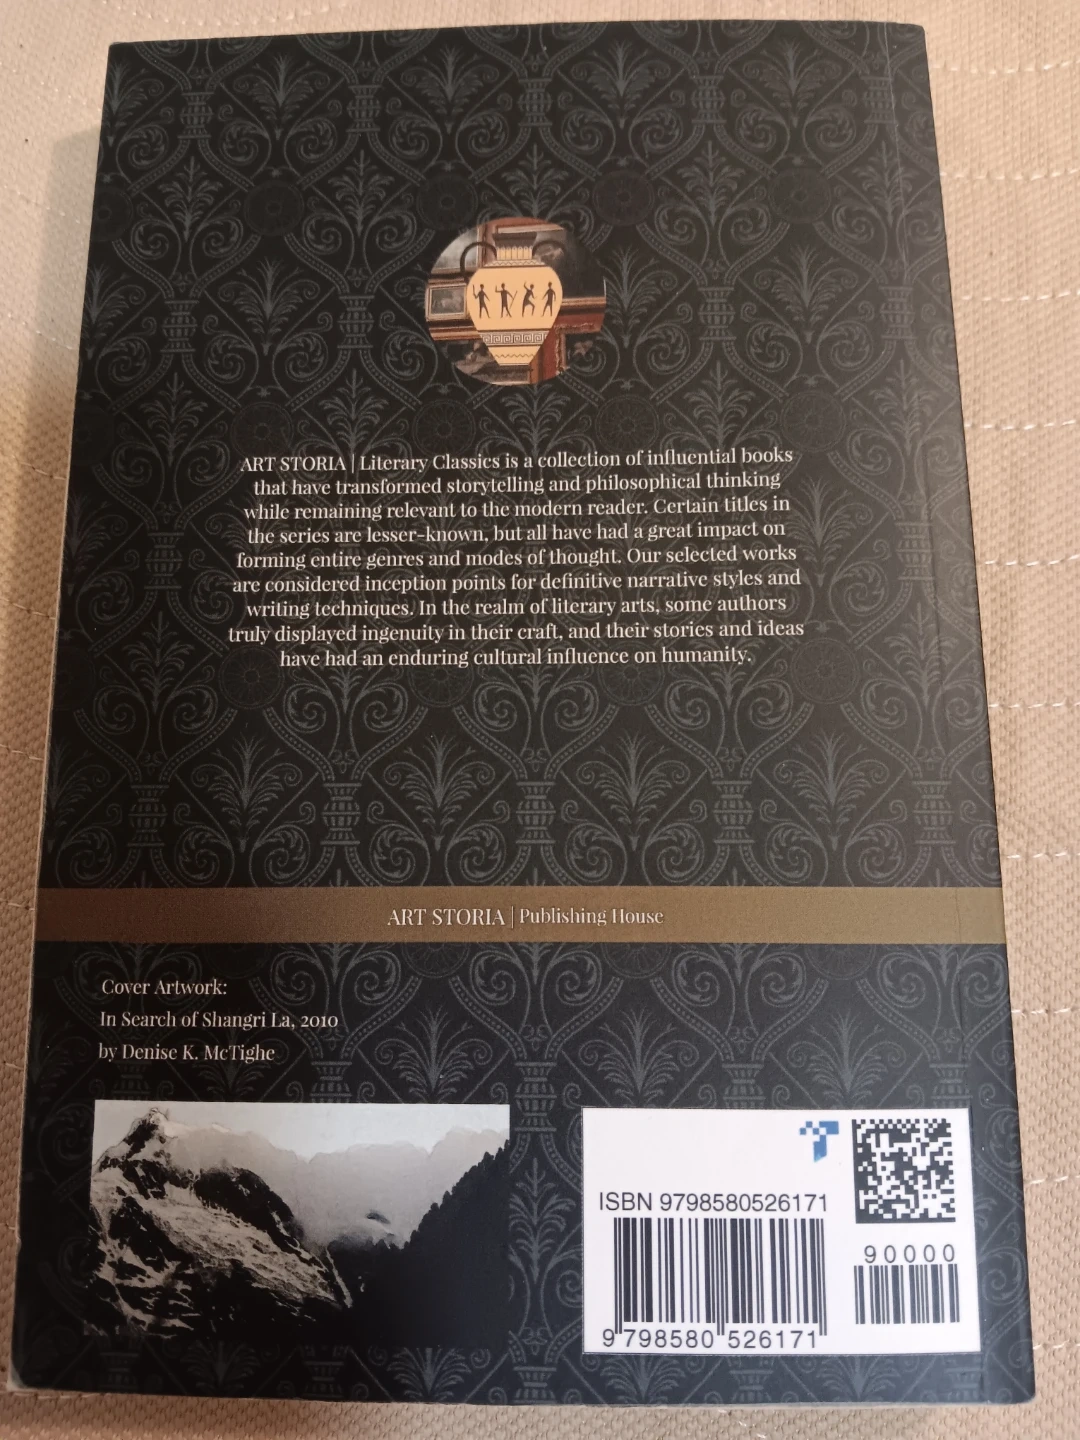 ART STORIA | Literary Classics is a collection of influential books
that have transformed storytelling and philosophical thinking
while remaining relevant to the modern reader. Certain titles in
the series are lesser-known, but all have had a great impact on
forming entire genres and modes of thought. Our selected works
are considered inception points for definitive narrative styles and
writing techniques. In the realm of literary arts, some authors
truly displayed ingenuity in their craft, and their stories and ideas
have had an enduring cultural influence on humanity.
ART STORIA | Publishing House
Cover Artwork:
In Search of Shangri La, 2010
by Denise K. McTighe
ISBN 9798580526171
90000
9 798580 526171